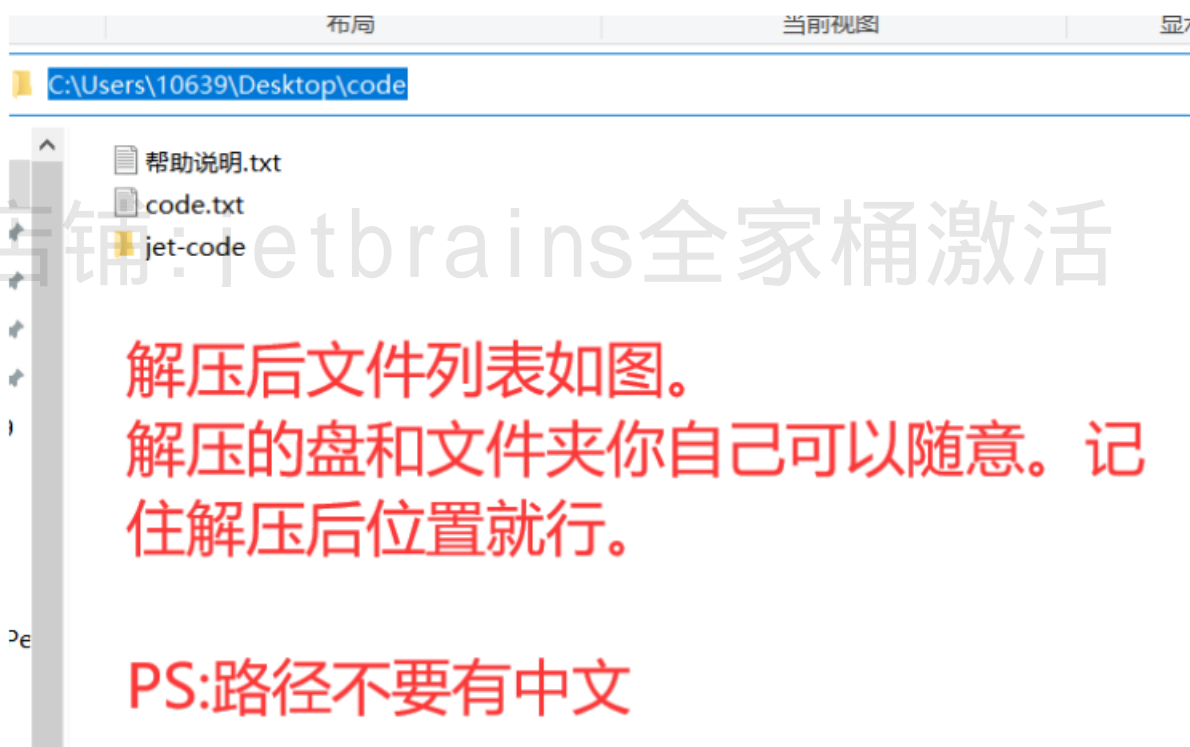 布局 当前视图
C:\Users\10639\Desktop\code
帮助说明.txt
code.txt
店铺:jetbrains全家桶激活
jet-code
解压后文件列表如图。
解压的盘和文件夹你自己可以随意。记
住解压后位置就行。
Pe
PS:路径不要有中文